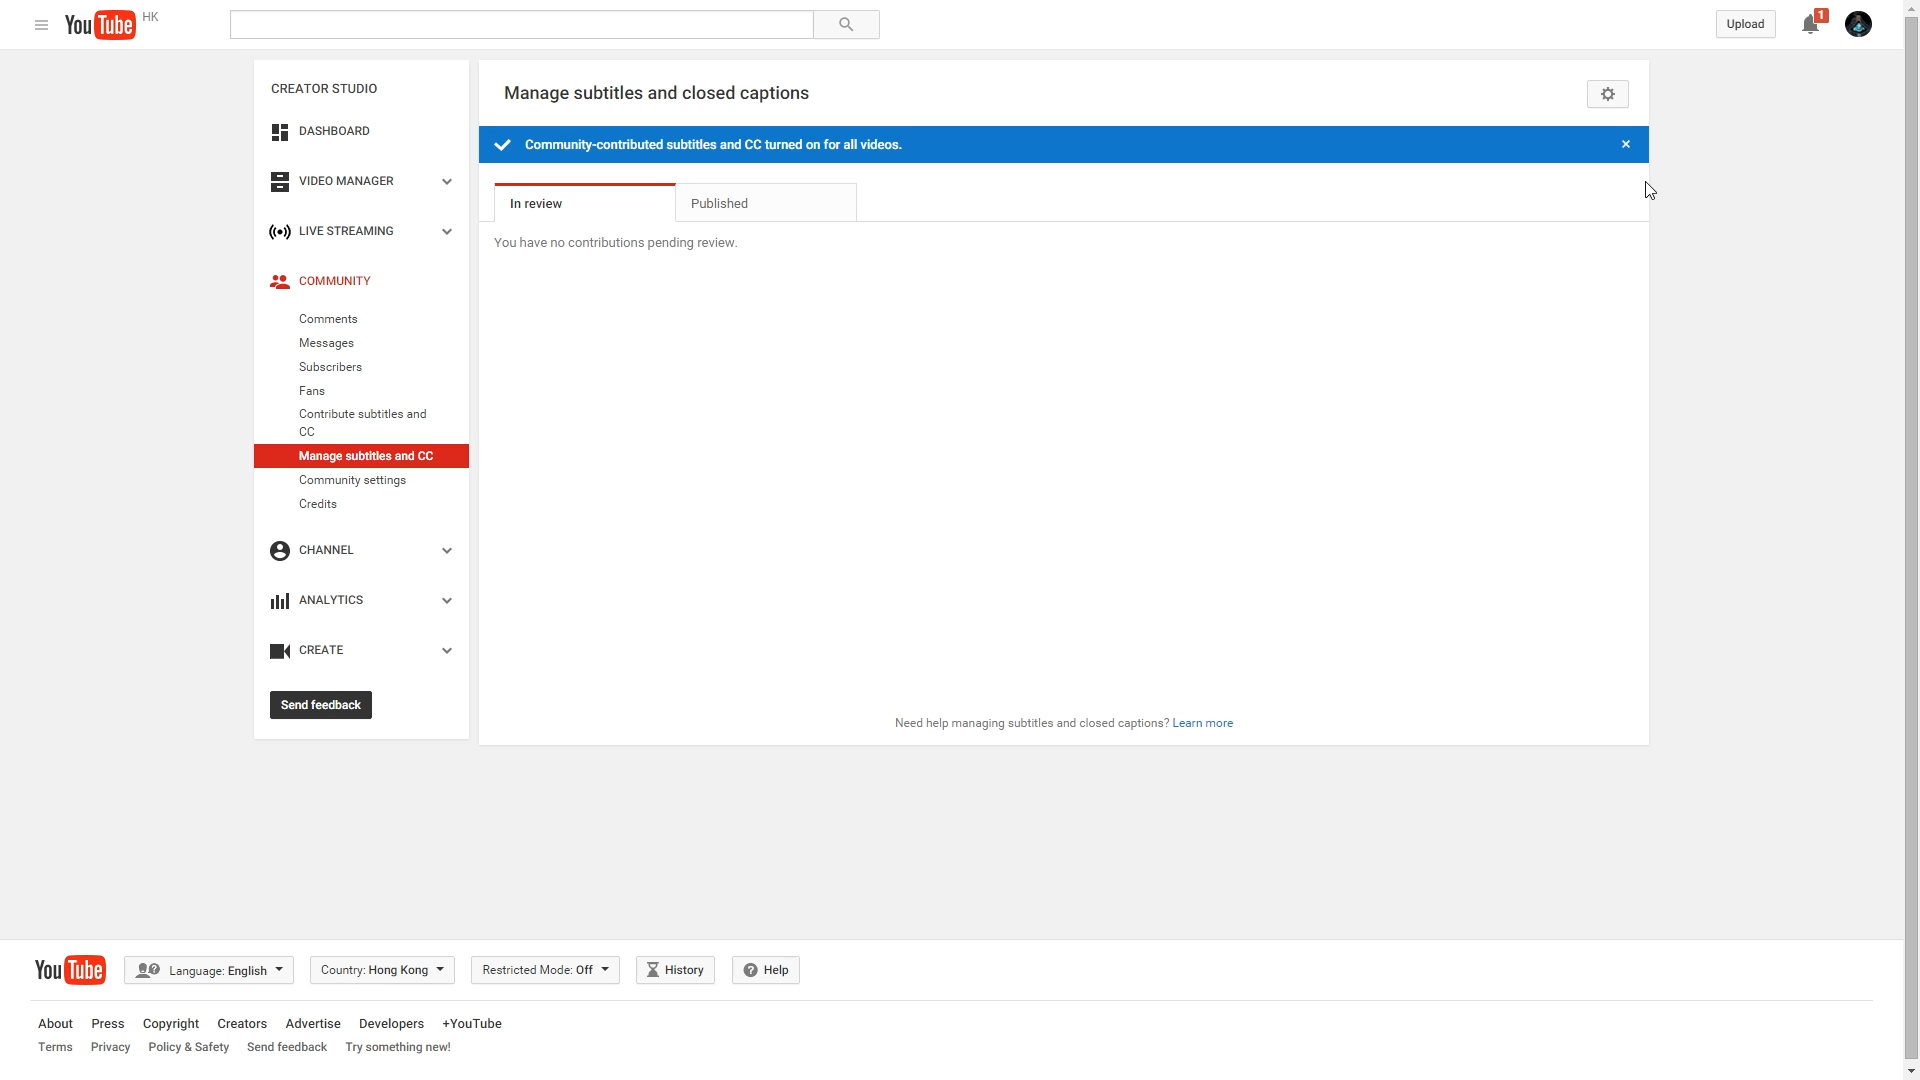 YouTube HK
Upload
1
CREATOR STUDIO
DASHBOARD
VIDEO MANAGER
LIVE STREAMING
COMMUNITY
Comments
Messages
Subscribers
Fans
Contribute subtitles and
CC
Manage subtitles and CC
Community settings
Credits
CHANNEL
ANALYTICS
CREATE
Send feedback
Manage subtitles and closed captions
Community-contributed subtitles and CC turned on for all videos.
In review
Published
You have no contributions pending review.
Need help managing subtitles and closed captions? Learn more
YouTube Language: English Country: Hong Kong Restricted Mode: Off History Help
About Press Copyright Creators Advertise Developers +YouTube
Terms Privacy Policy & Safety Send feedback Try something new!